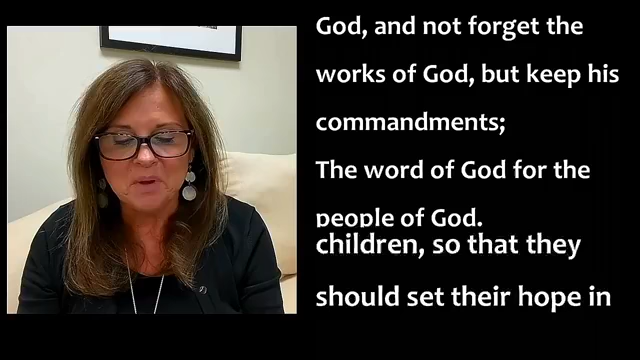 God, and not forget the
works of God, but keep his
commandments;
The word of God for the
people of God.
children, so that they
should set their hope in